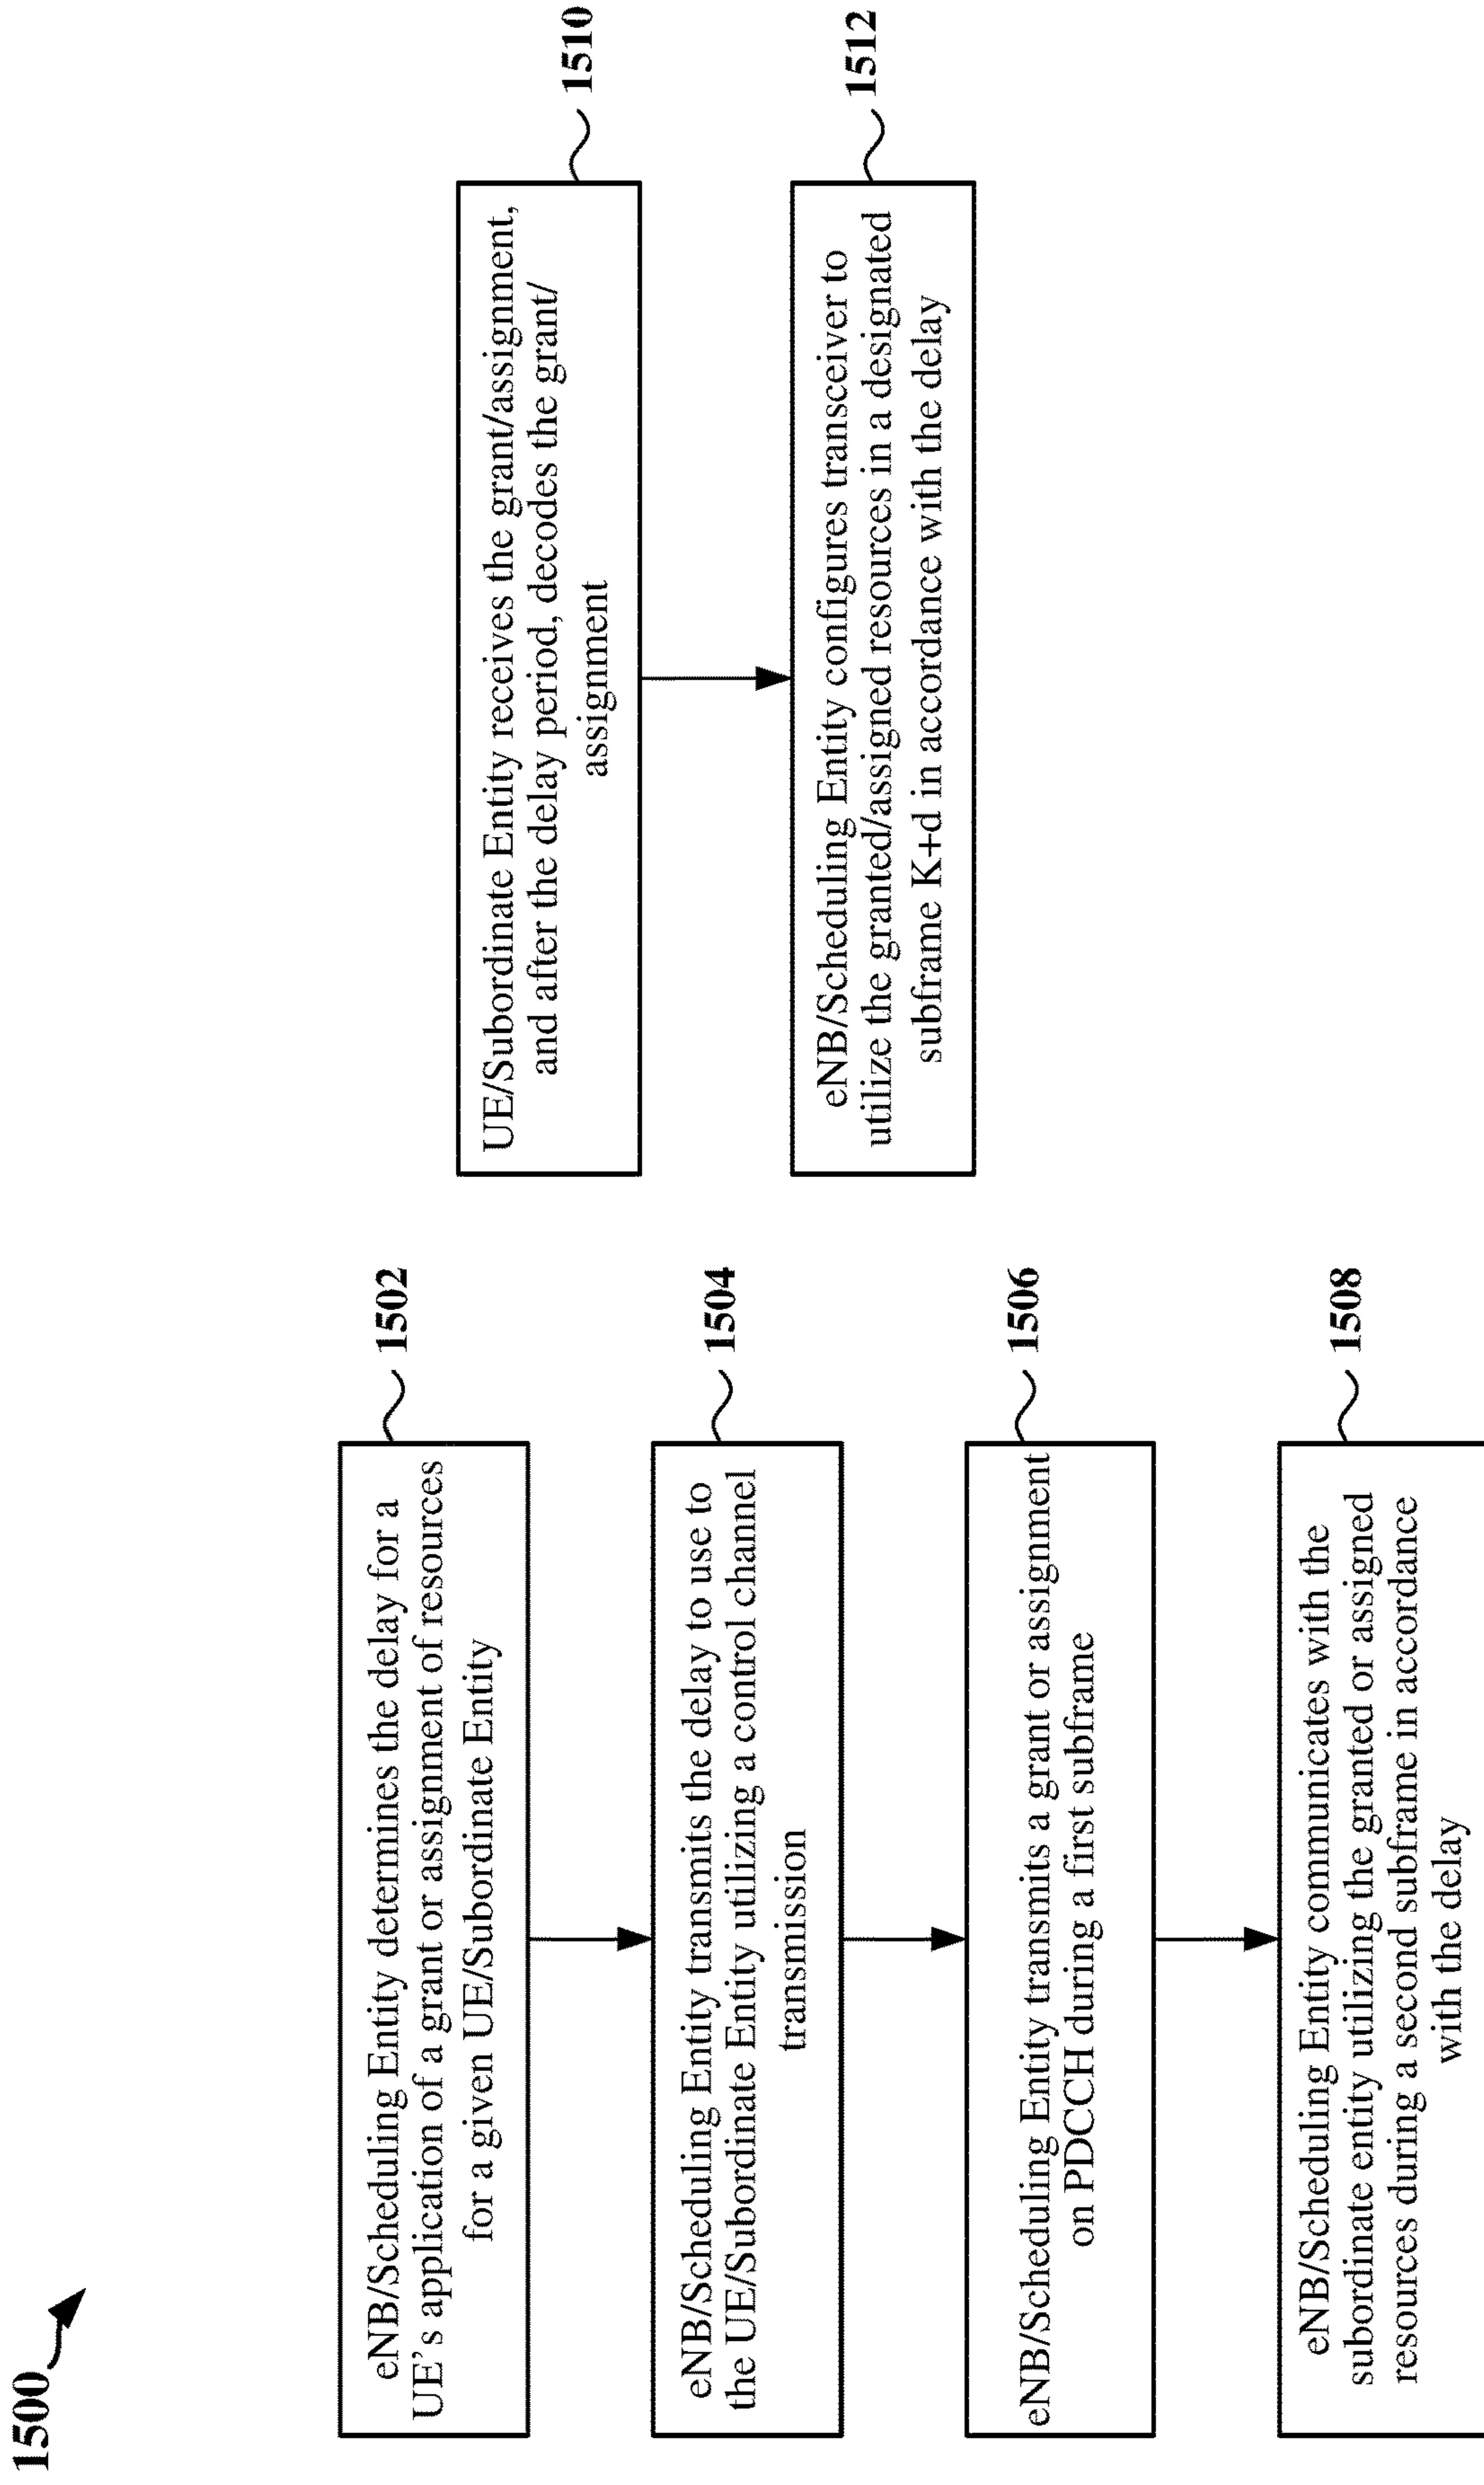 1500
eNB/Scheduling Entity determines the delay for a
UE's application of a grant or assignment of resources
for a given UE/Subordinate Entity
1502
eNB/Scheduling Entity transmits the delay to use to
the UE/Subordinate Entity utilizing a control channel
transmission
1504
eNB/Scheduling Entity transmits a grant or assignment
on PDCCH during a first subframe
1506
eNB/Scheduling Entity communicates with the
subordinate entity utilizing the granted or assigned
resources during a second subframe in accordance
with the delay
1508
UE/Subordinate Entity receives the grant/assignment,
and after the delay period, decodes the grant/
assignment
1510
eNB/Scheduling Entity configures transceiver to
utilize the granted/assigned resources in a designated
subframe K+d in accordance with the delay
1512